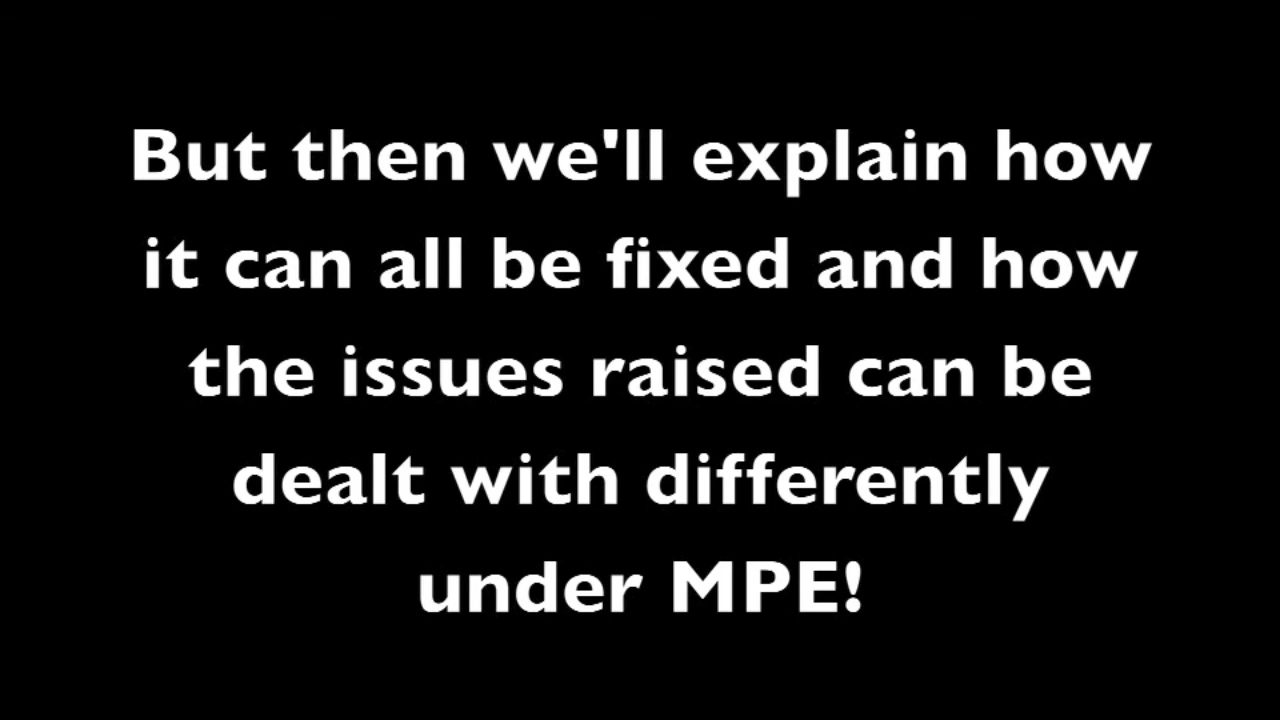 But then we'll explain how
it can all be fixed and how
the issues raised can be
dealt with differently
under MPE!